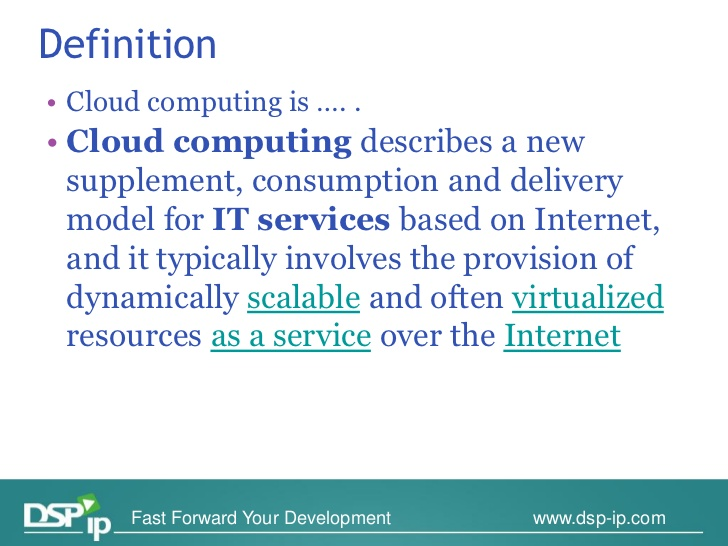 Definition
• Cloud computing is .... .
• Cloud computing describes a new
supplement, consumption and delivery
model for IT services based on Internet,
and it typically involves the provision of
dynamically scalable and often virtualized
resources as a service over the Internet
DSP ip Fast Forward Your Development www.dsp-ip.com